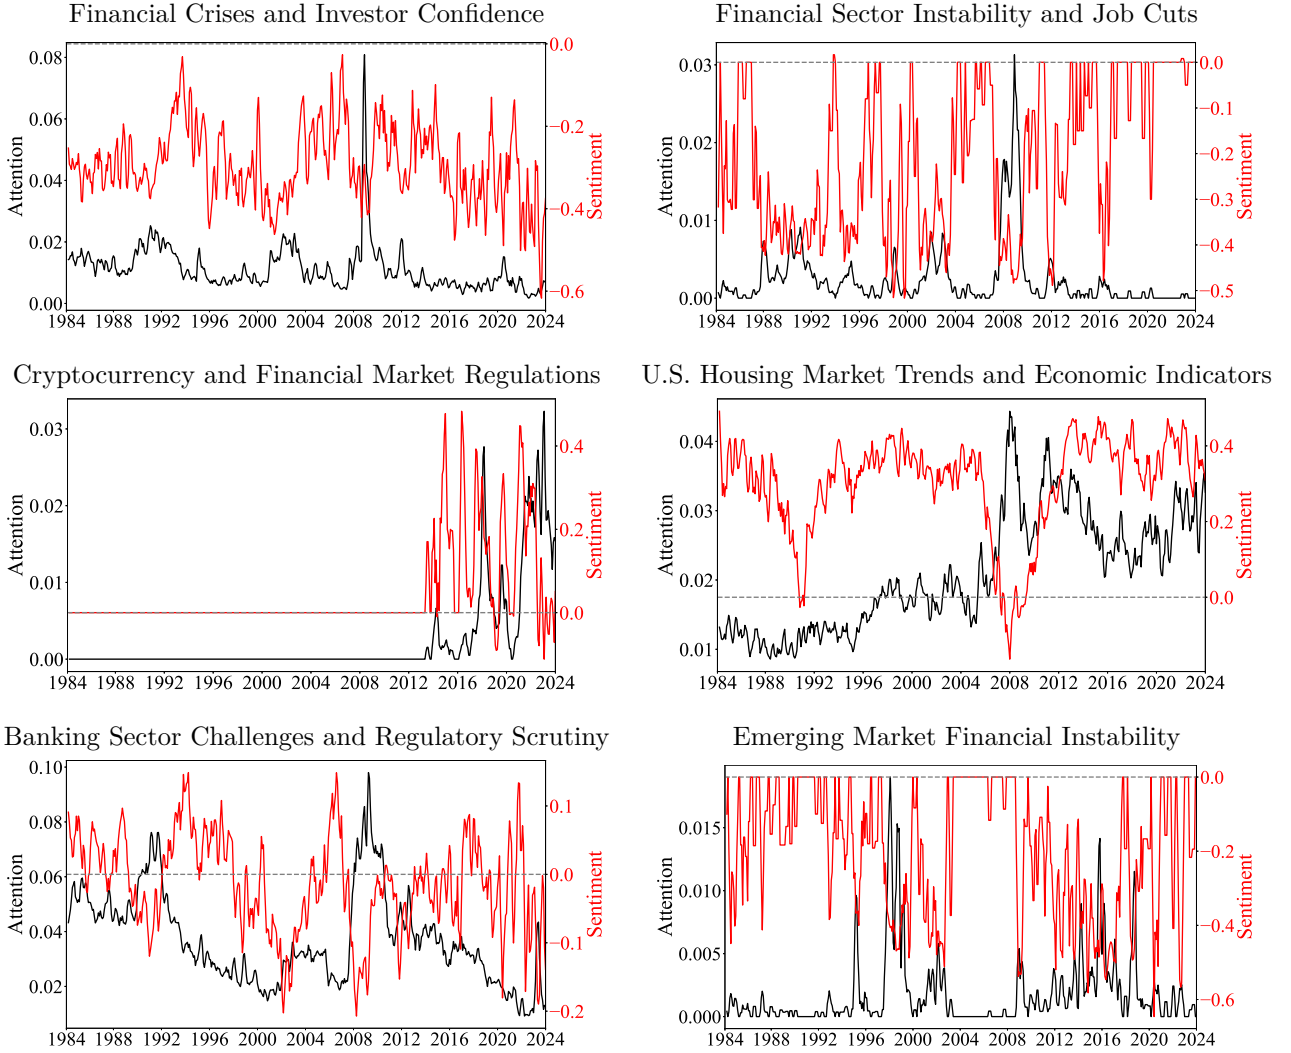 Financial Crises and Investor Confidence
0.08
0.06
0.04
0.02
0.00
Attention
0.0
−0.2
−0.4
−0.6
Sentiment
1984 1988 1992 1996 2000 2004 2008 2012 2016 2020 2024
Financial Sector Instability and Job Cuts
0.03
0.02
0.01
0.00
Attention
0.0
−0.1
−0.2
−0.3
−0.4
−0.5
Sentiment
1984 1988 1992 1996 2000 2004 2008 2012 2016 2020 2024
Cryptocurrency and Financial Market Regulations
0.03
0.02
0.01
0.00
Attention
0.4
0.2
0.0
Sentiment
1984 1988 1992 1996 2000 2004 2008 2012 2016 2020 2024
U.S. Housing Market Trends and Economic Indicators
0.04
0.03
0.02
0.01
Attention
0.4
0.2
0.0
Sentiment
1984 1988 1992 1996 2000 2004 2008 2012 2016 2020 2024
Banking Sector Challenges and Regulatory Scrutiny
0.10
0.08
0.06
0.04
0.02
Attention
0.1
0.0
−0.1
−0.2
Sentiment
1984 1988 1992 1996 2000 2004 2008 2012 2016 2020 2024
Emerging Market Financial Instability
0.015
0.010
0.005
0.000
Attention
0.0
−0.2
−0.4
−0.6
Sentiment
1984 1988 1992 1996 2000 2004 2008 2012 2016 2020 2024